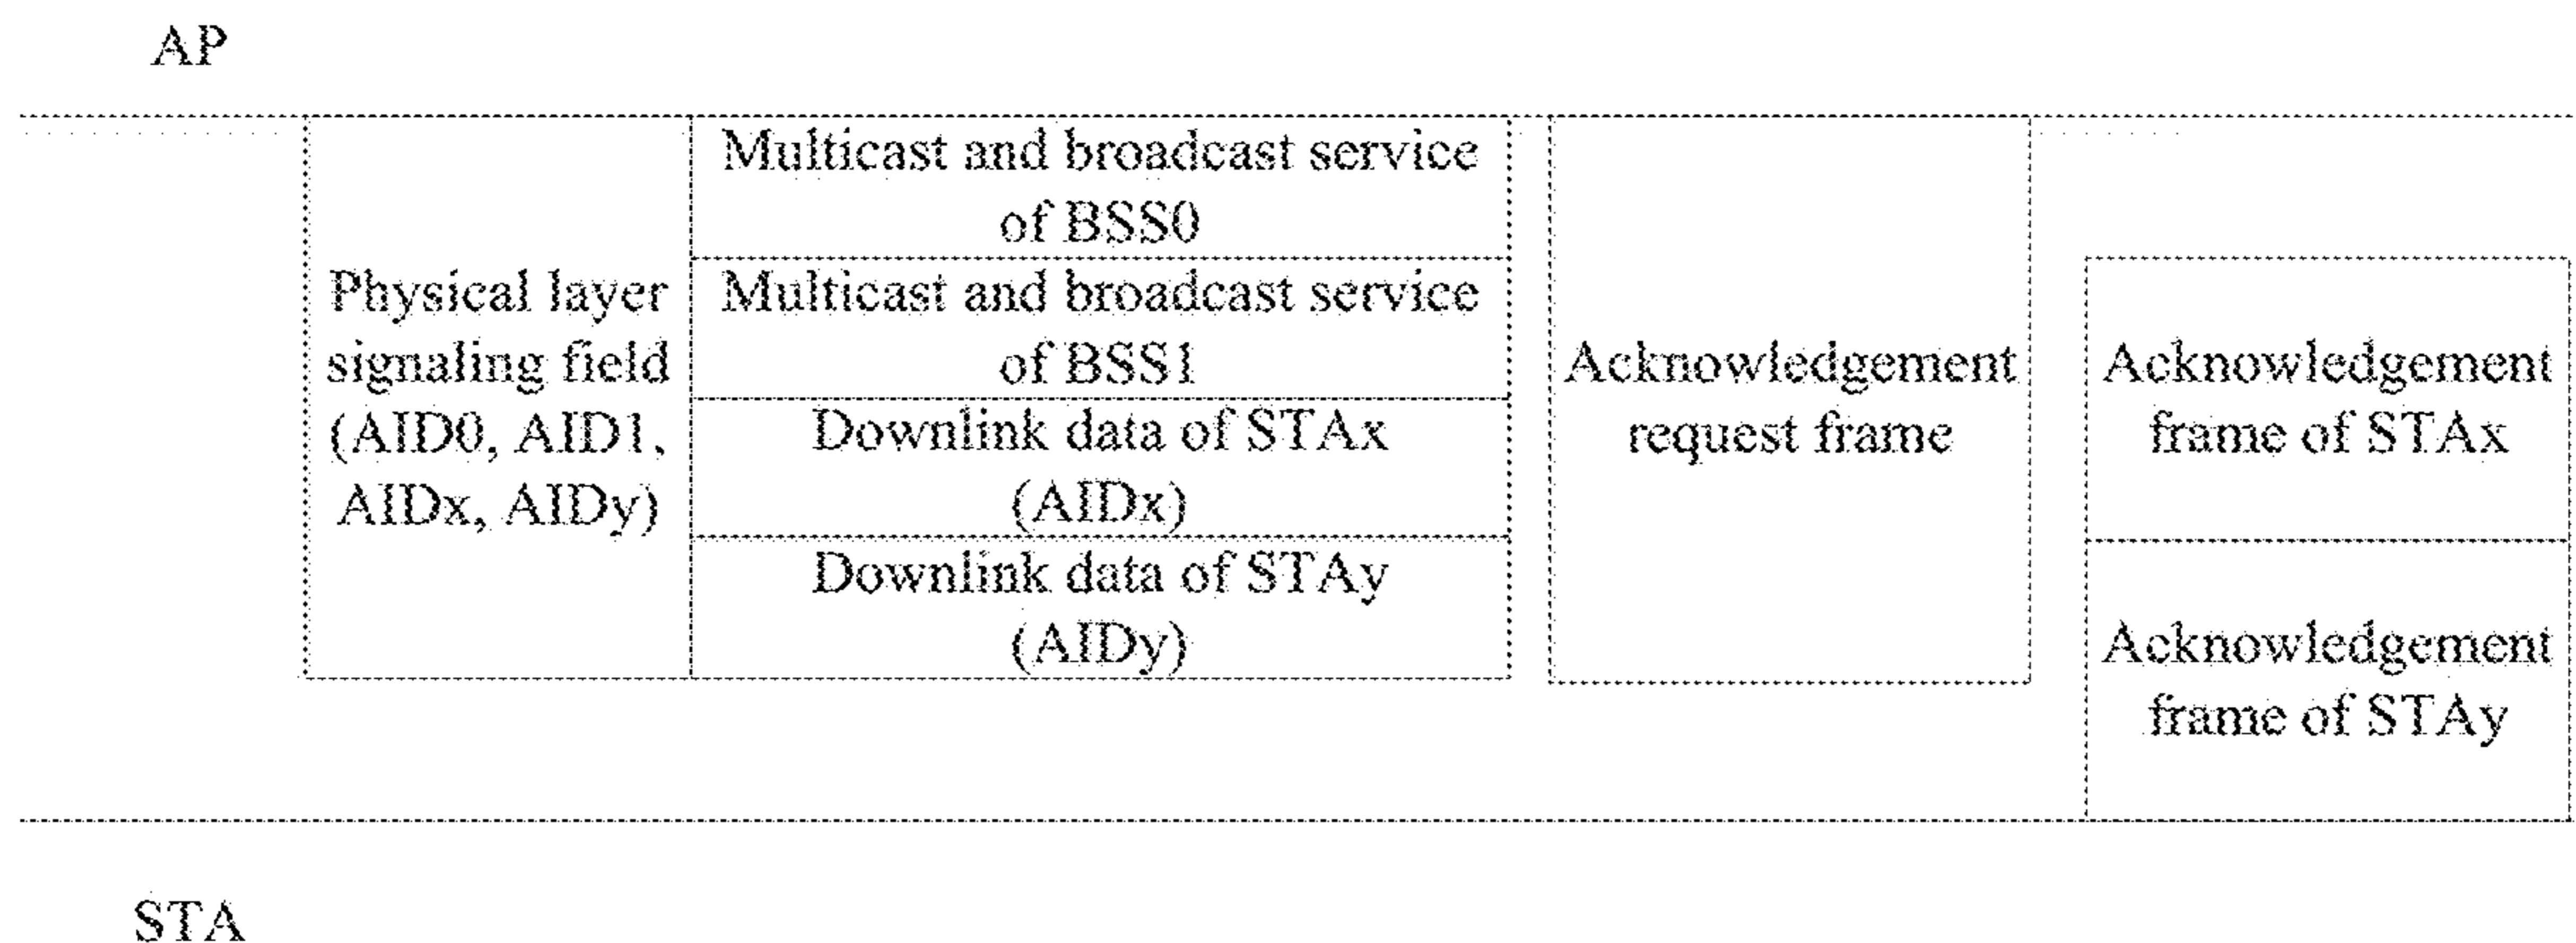 AP
Physical layer
signaling field
(AID0, AID1,
AIDx, AIDy)
Multicast and broadcast service
of BSS0
Multicast and broadcast service
of BSS1
Downlink data of STAx
(AIDx)
Downlink data of STAy
(AIDy)
Acknowledgement
request frame
Acknowledgement
frame of STAx
Acknowledgement
frame of STAy
STA